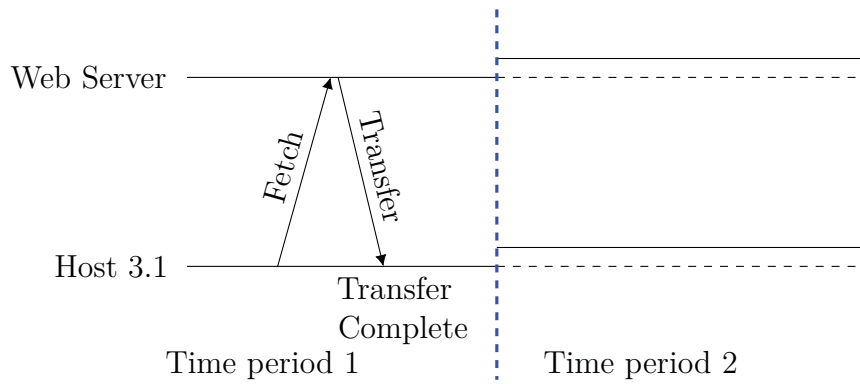 Web Server
Fetch
Transfer
Host 3.1
Transfer
Complete
Time period 1
Time period 2